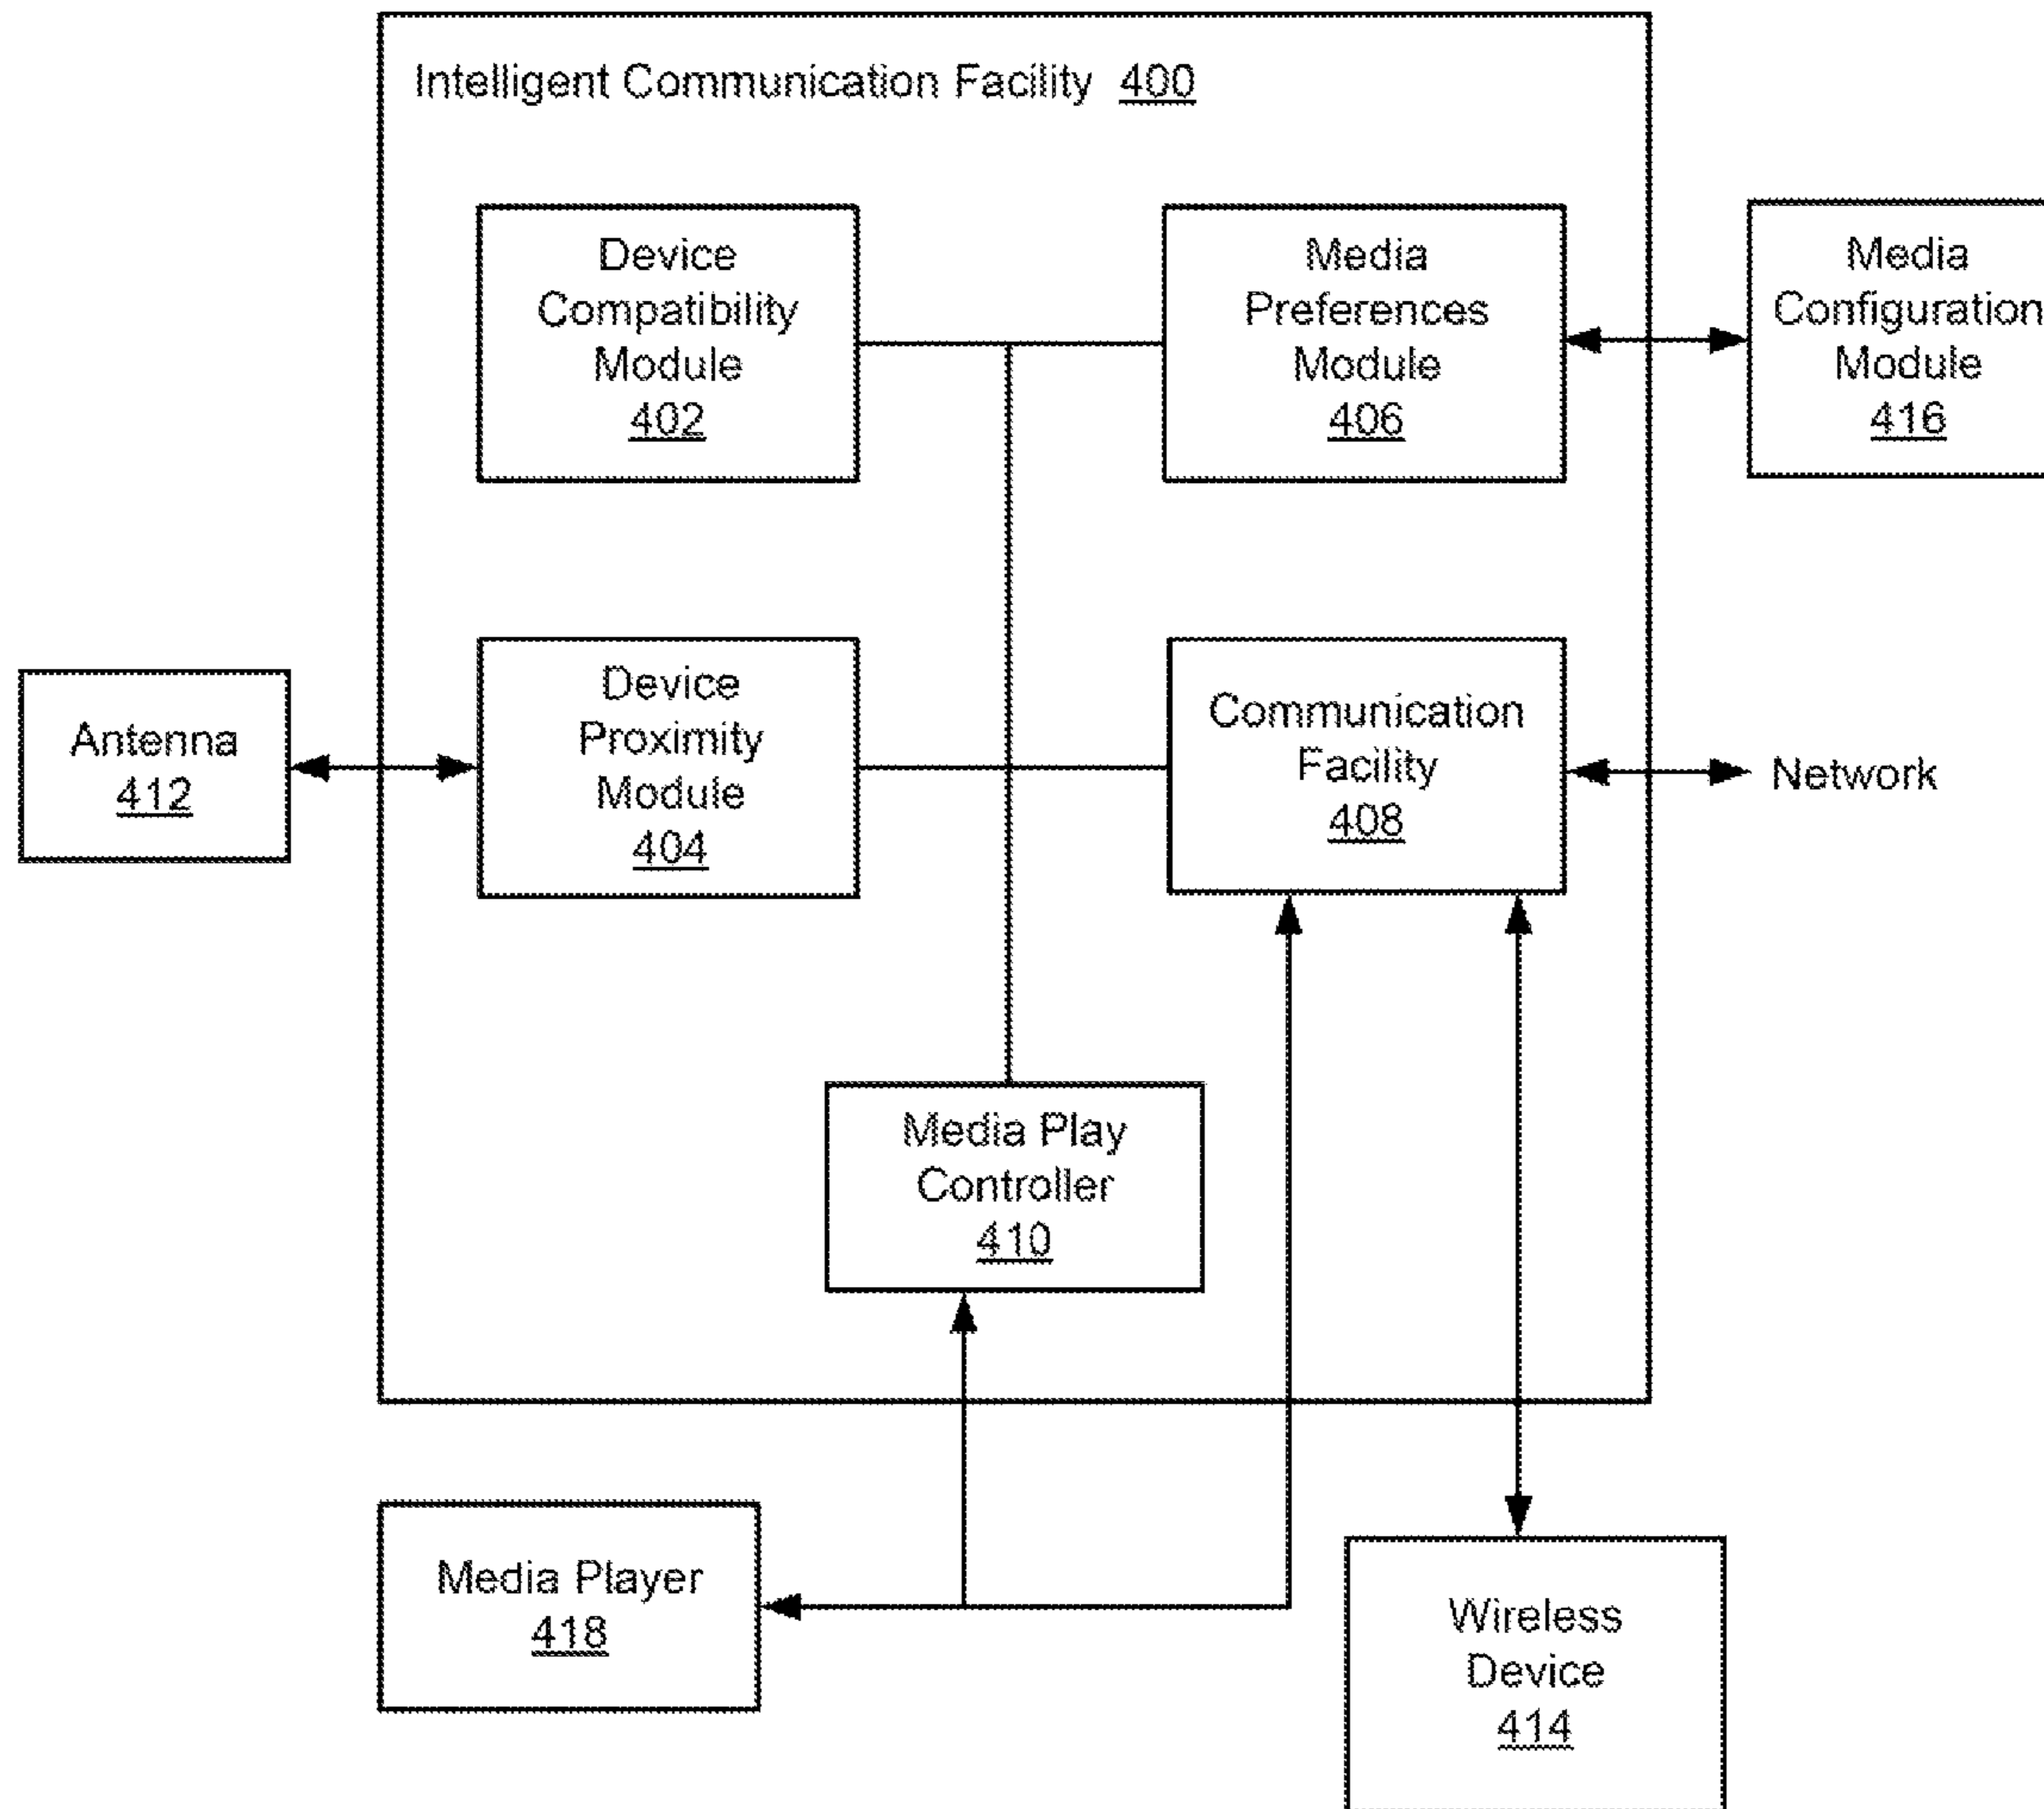 Intelligent Communication Facility 400
Device
Compatibility
Module
402
Media
Preferences
Module
406
Media
Configuration
Module
416
Antenna
412
Device
Proximity
Module
404
Communication
Facility
408
Network
Media Play
Controller
410
Media Player
418
Wireless
Device
414